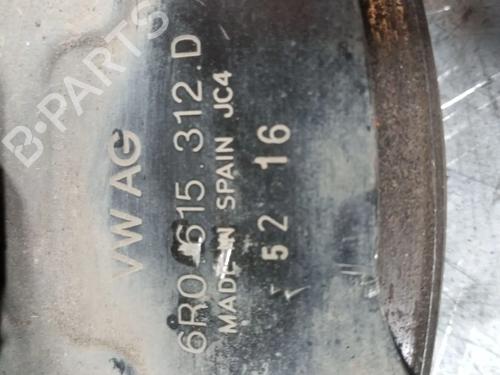 VW AG
6R0.615.312.D
MADE IN SPAIN JC4
52 16
B-PARTS